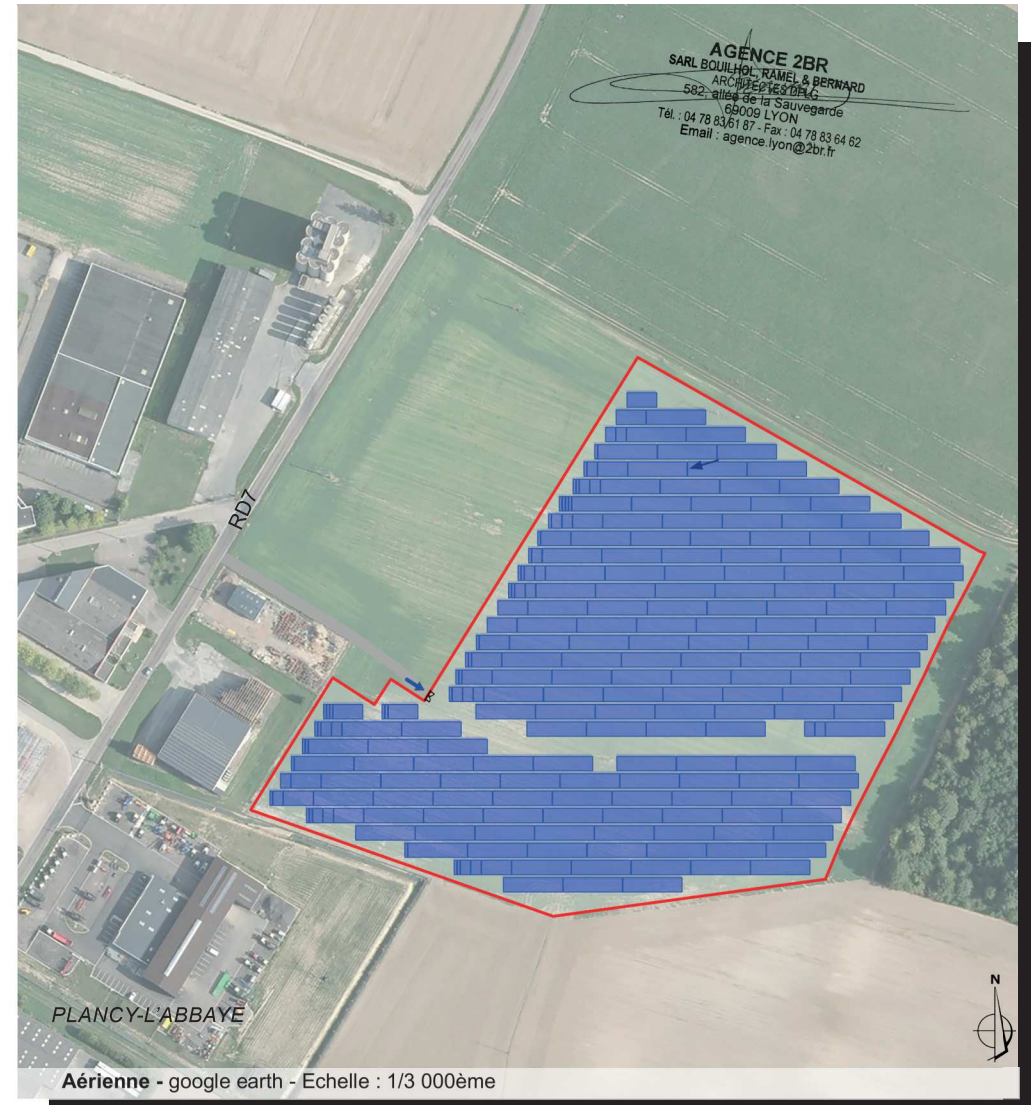 AGENCE 2BR
SARL BOUILHOL, RAMEL & BERNARD
ARCHITECTES DPLG
582, allée de la Sauvegarde
69009 LYON
Tél. : 04 78 83 61 87 - Fax : 04 78 83 64 62
Email : agence.lyon@2br.fr
RD7
PLANCY-L'ABBAYE
N
Aérienne - google earth - Echelle : 1/3 000ème